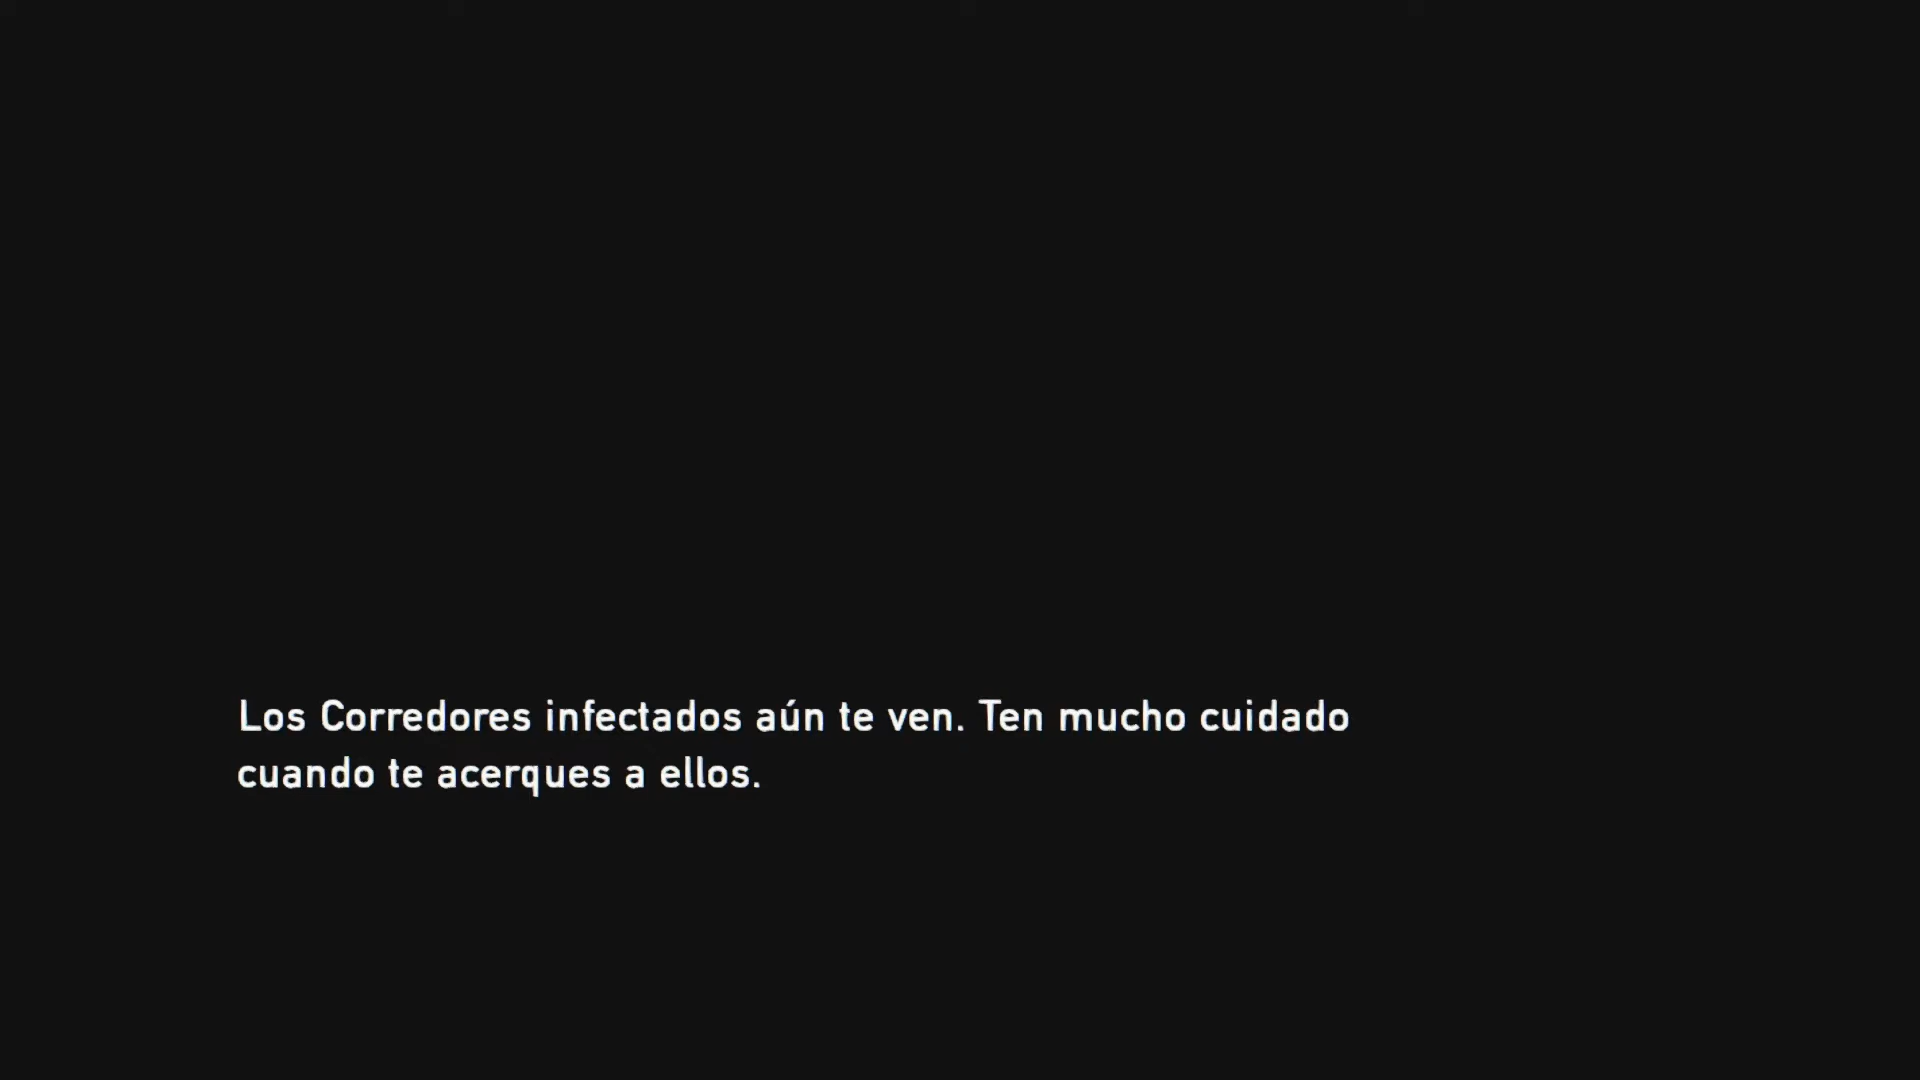 Los Corredores infectados aún te ven. Ten mucho cuidado
cuando te acerques a ellos.